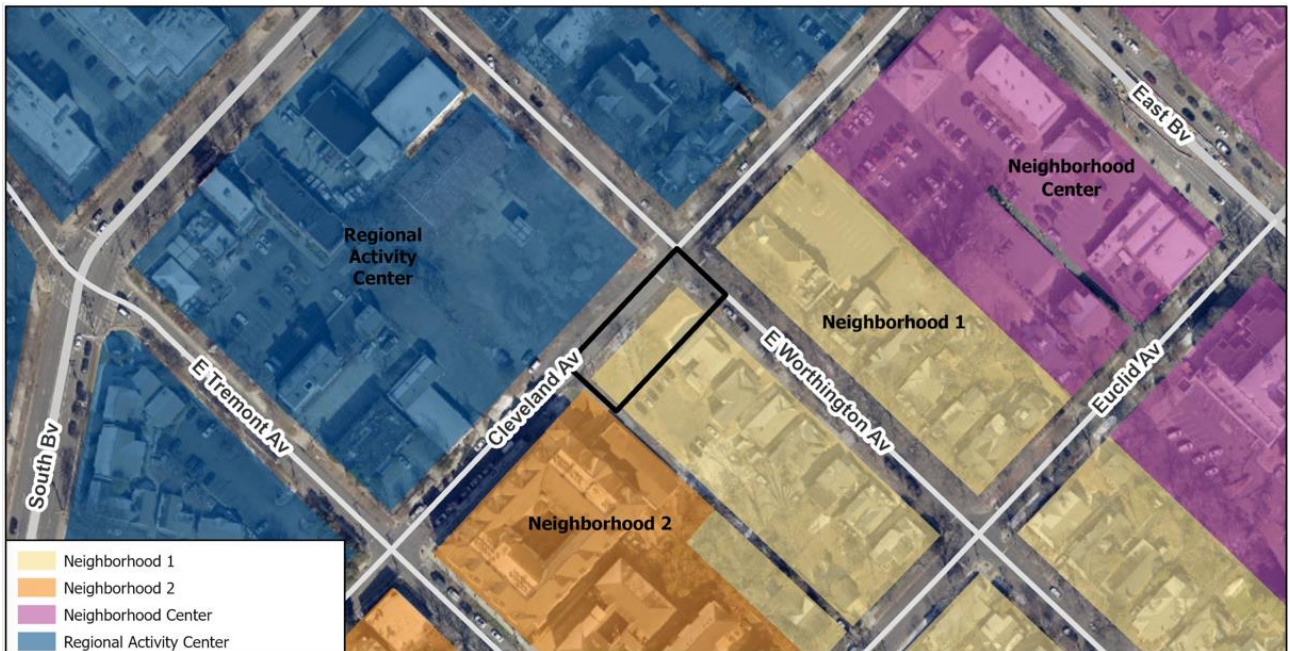 East Bv
Neighborhood
Center
Regional
Activity
Center
Neighborhood 1
E Worthington Av
Euclid Av
E Tremont Av
Cleveland Av
South Bv
Neighborhood 2
Neighborhood 1
Neighborhood 2
Neighborhood Center
Regional Activity Center